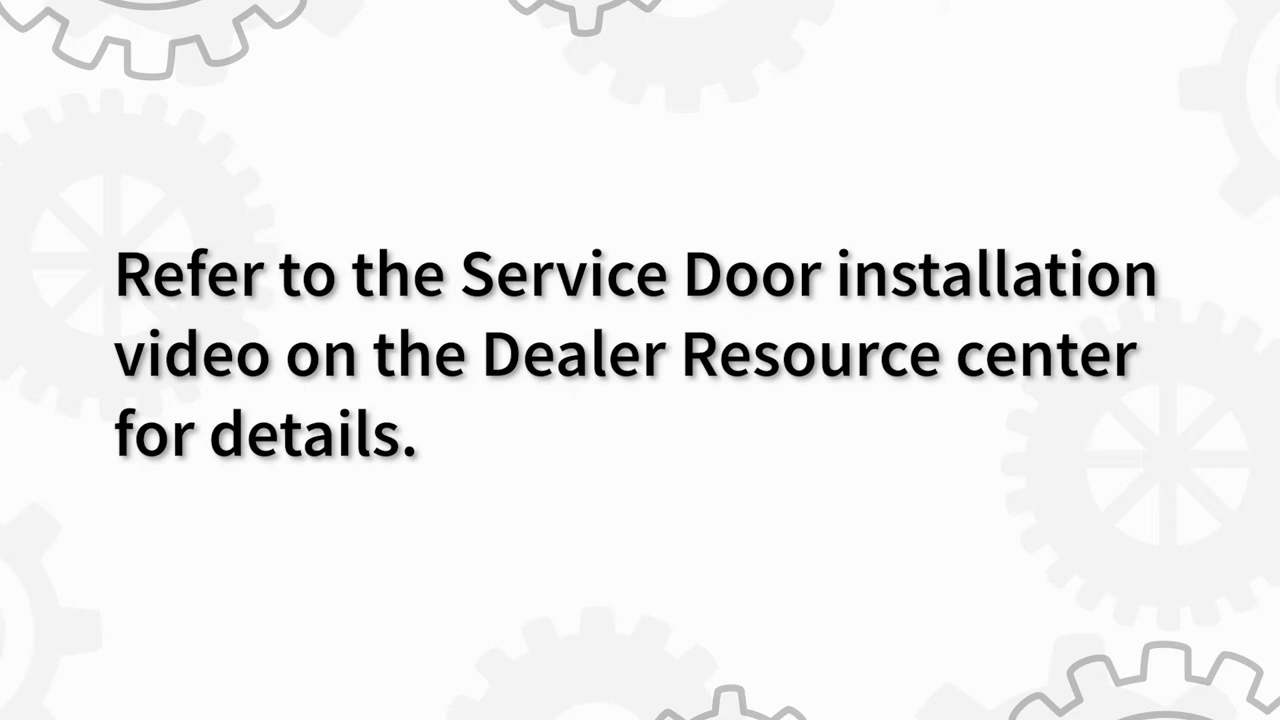 Refer to the Service Door installation
video on the Dealer Resource center
for details.